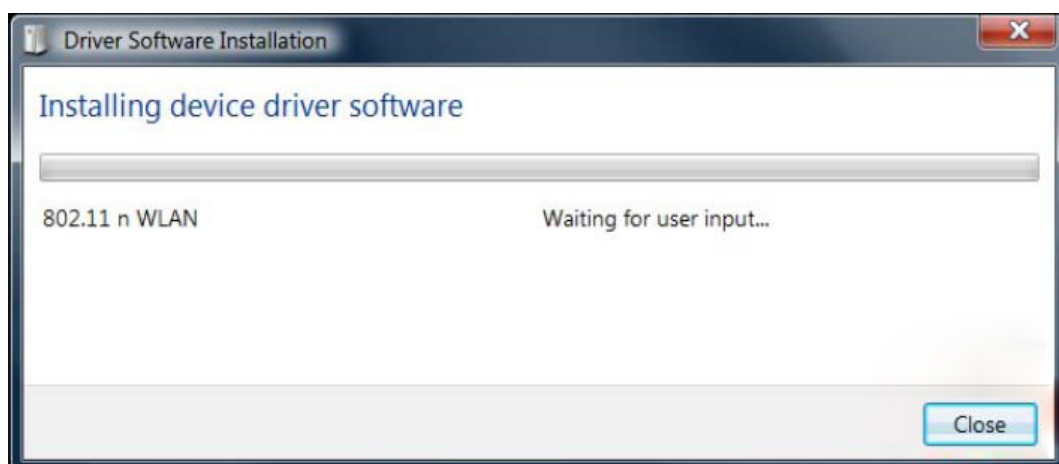 Driver Software Installation
Installing device driver software
802.11 n WLAN Waiting for user input...
Close